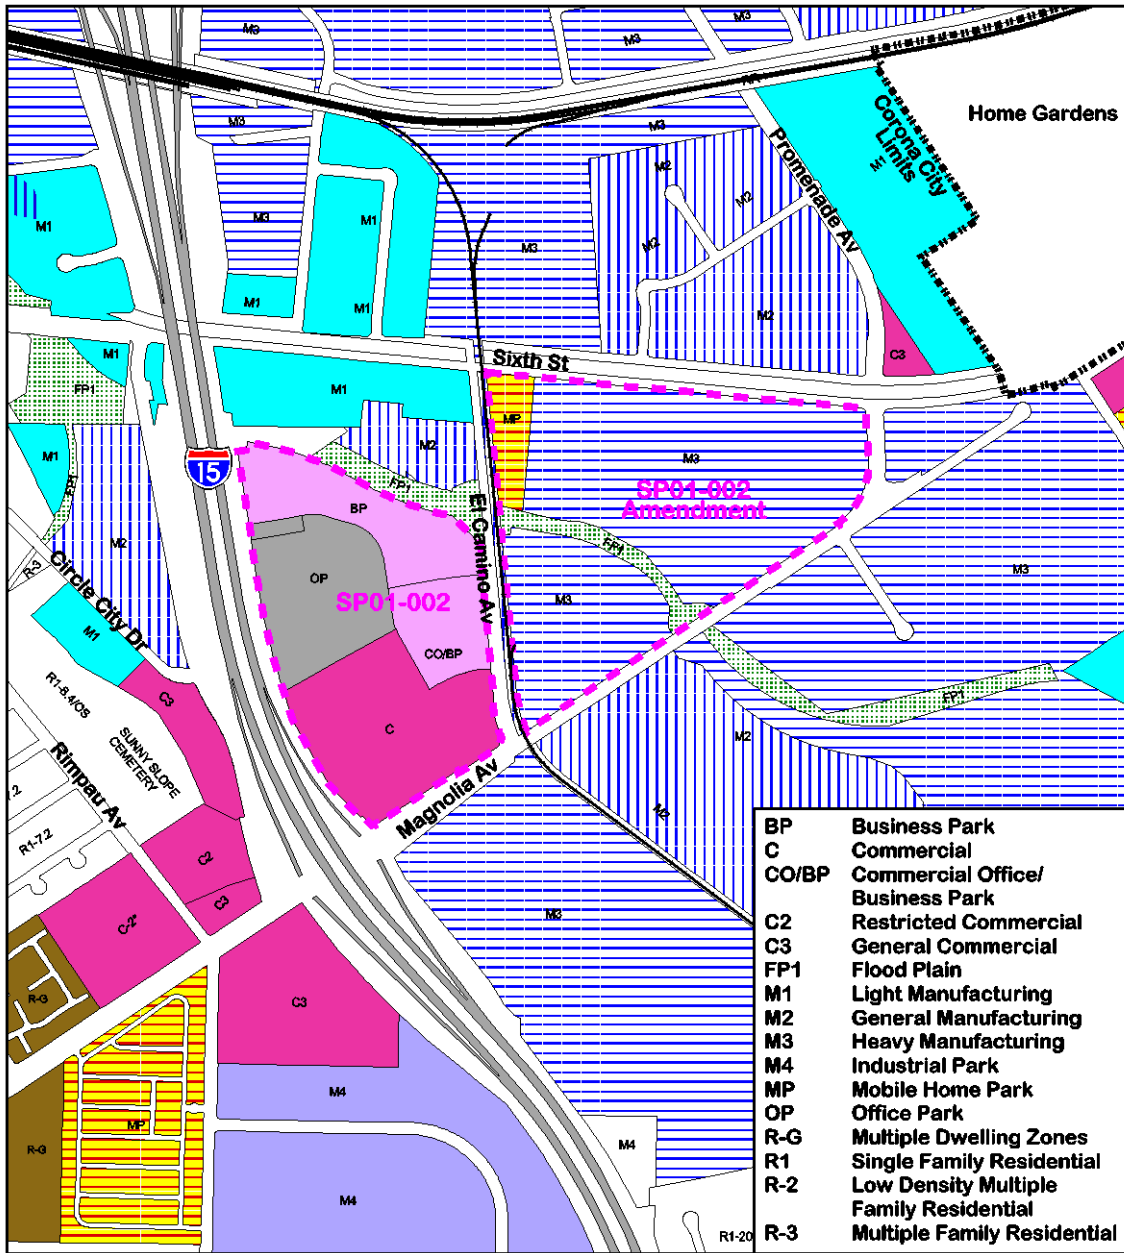 M3
M3
M3
M3
AR
Home Gardens
M3
M3
Corona City
Limits
M1
Promenade Av
M2
M2
M2
M1
M3
M1
M3
M1
M1
M2
M1
Sixth St
C3
M1
FP1
MP
M2
M3
M1
15
FP1
FP1
SP01-002
Amendment
BP
El Camino Av
FP1
M2
OP
M3
M3
R-3
Circle City Dr
SP01-002
M1
CO/BP
C3
R1-8.4/OS
FP1
SUNNY SLOPE
CEMETERY
C
M2
Rimpau Av
Magnolia Av
7.2
M2
R1-7.2
C2
C3
C-2*
M3
R-G
C3
M4
MP
R-G
M4
M4
R1-20
BP Business Park
C Commercial
CO/BP Commercial Office/
Business Park
C2 Restricted Commercial
C3 General Commercial
FP1 Flood Plain
M1 Light Manufacturing
M2 General Manufacturing
M3 Heavy Manufacturing
M4 Industrial Park
MP Mobile Home Park
OP Office Park
R-G Multiple Dwelling Zones
R1 Single Family Residential
R-2 Low Density Multiple
Family Residential
R-3 Multiple Family Residential